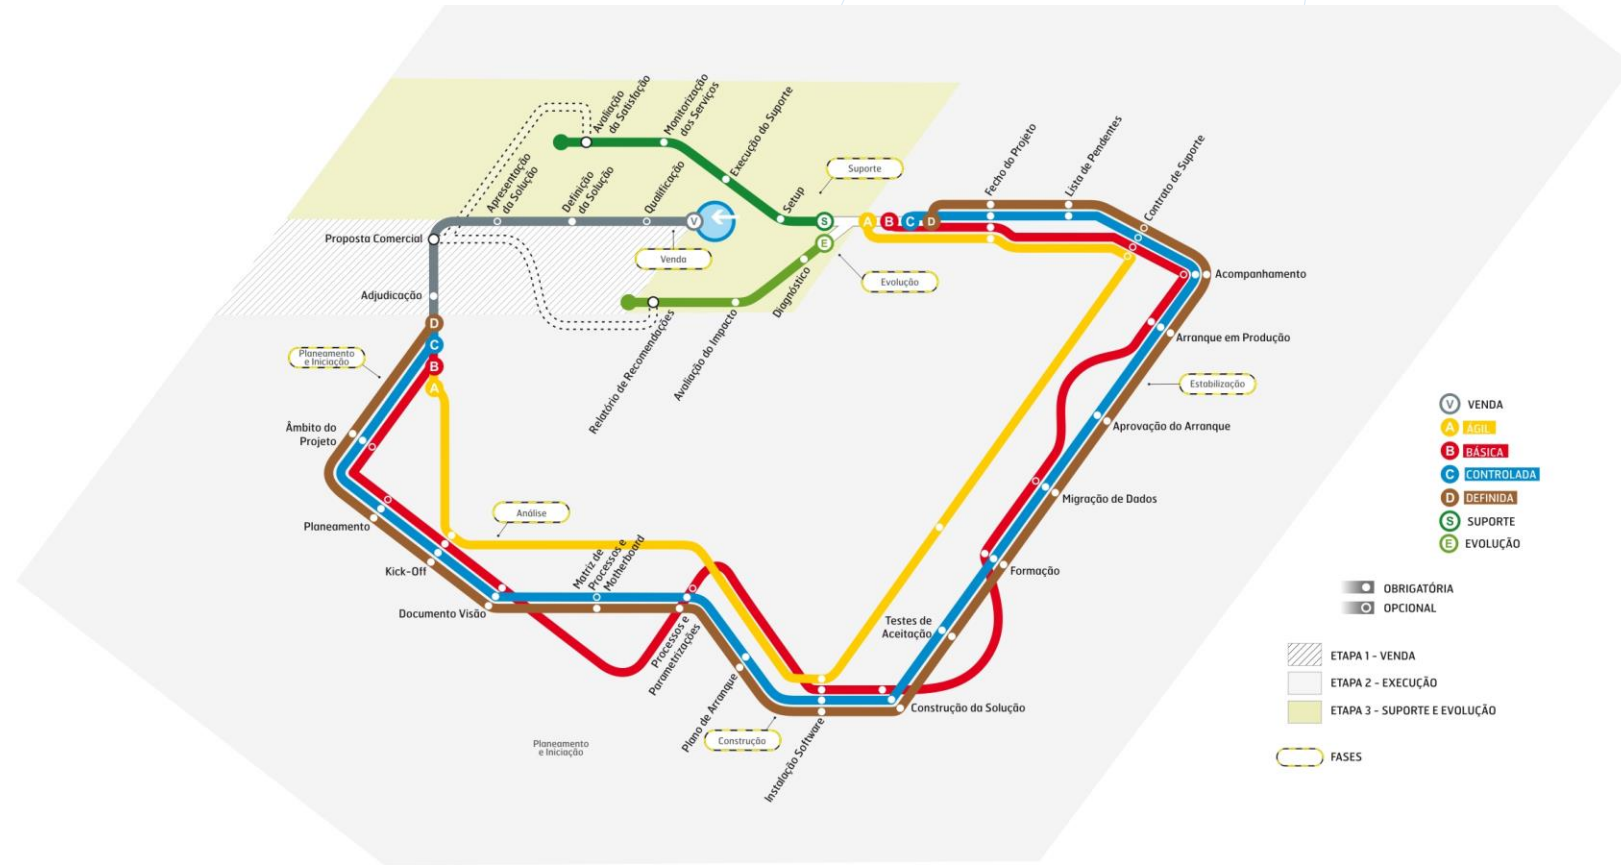 Avaliação
da Satisfação
Monitorização
dos Serviços
Execução do Suporte
Setup
Suporte
S
Apresentação
da Solução
Definição
da Solução
Qualificação
V
Venda
Proposta Comercial
Adjudicação
E
Evolução
Diagnóstico
Avaliação do Impacto
Relatório de Recomendações
A
B
C
D
Fecho do Projeto
Lista de Pendentes
Contrato de Suporte
Acompanhamento
Arranque em Produção
Estabilização
Aprovação do Arranque
Migração de Dados
Formação
Testes de
Aceitação
Construção da Solução
D
C
B
A
Planeamento
e Iniciação
Âmbito do
Projeto
Planeamento
Kick-Off
Documento Visão
Análise
Matriz de
Processos e
Motherboard
Processos e
Parametrizações
Plano de Arranque
Construção
Instalação Software
Planeamento
e Iniciação
V VENDA
A ÁGIL
B BÁSICA
C CONTROLADA
D DEFINIDA
S SUPORTE
E EVOLUÇÃO
OBRIGATÓRIA
OPCIONAL
ETAPA 1 - VENDA
ETAPA 2 - EXECUÇÃO
ETAPA 3 - SUPORTE E EVOLUÇÃO
FASES